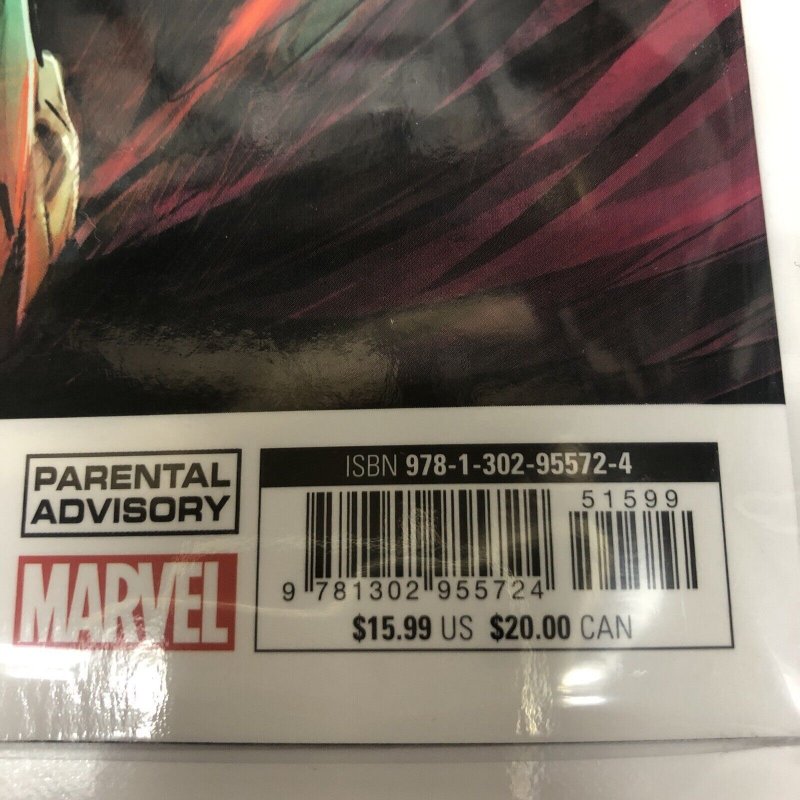 PARENTAL
ADVISORY
MARVEL
ISBN 978-1-302-95572-4
51599
9 781302 955724
$15.99 US $20.00 CAN